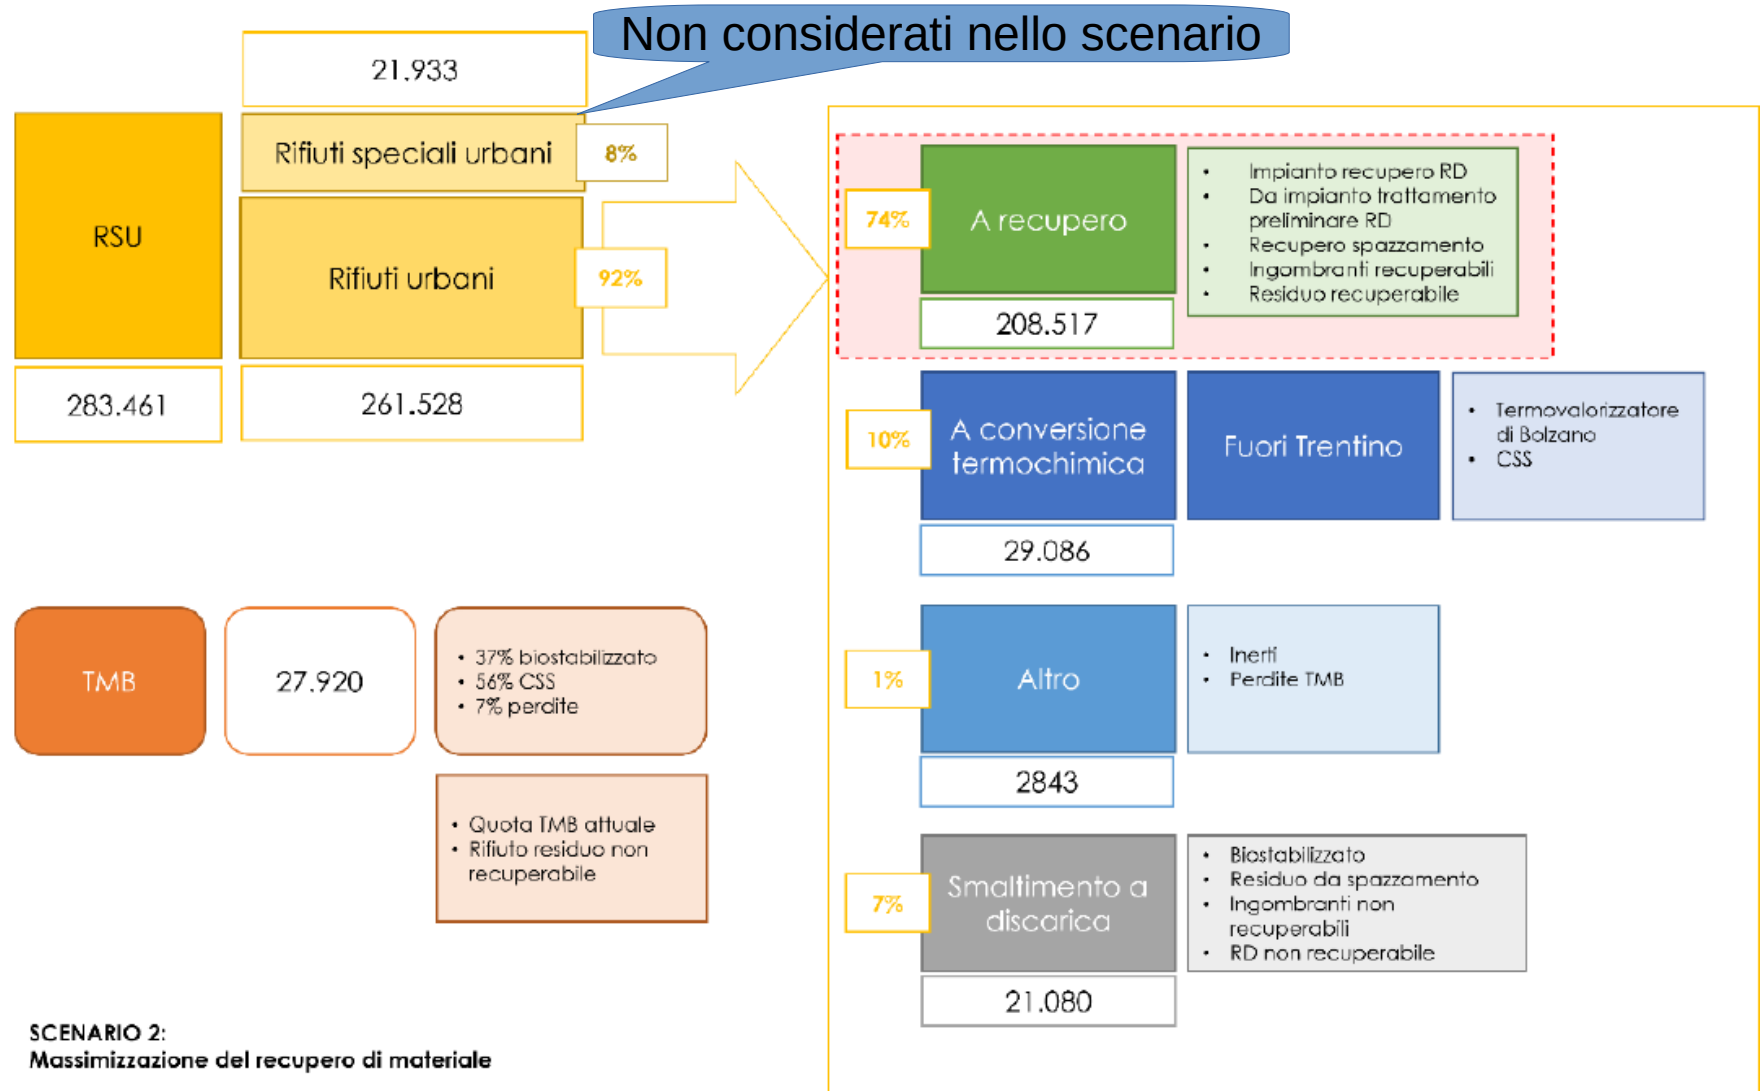 Non considerati nello scenario
21.933
Rifiuti speciali urbani
8%
RSU
Rifiuti urbani
92%
283.461
261.528
74%
A recupero
• Impianto recupero RD
• Da impianto trattamento
preliminare RD
• Recupero spazzamento
• Ingombranti recuperabili
• Residuo recuperabile
208.517
10%
A conversione
termochimica
Fuori Trentino
• Termovalorizzatore
di Bolzano
• CSS
29.086
TMB
27.920
• 37% biostabilizzato
• 56% CSS
• 7% perdite
• Quota TMB attuale
• Rifiuto residuo non
recuperabile
1%
Altro
• Inerti
• Perdite TMB
2843
7%
Smaltimento a
discarica
• Biostabilizzato
• Residuo da spazzamento
• Ingombranti non
recuperabili
• RD non recuperabile
21.080
SCENARIO 2:
Massimizzazione del recupero di materiale